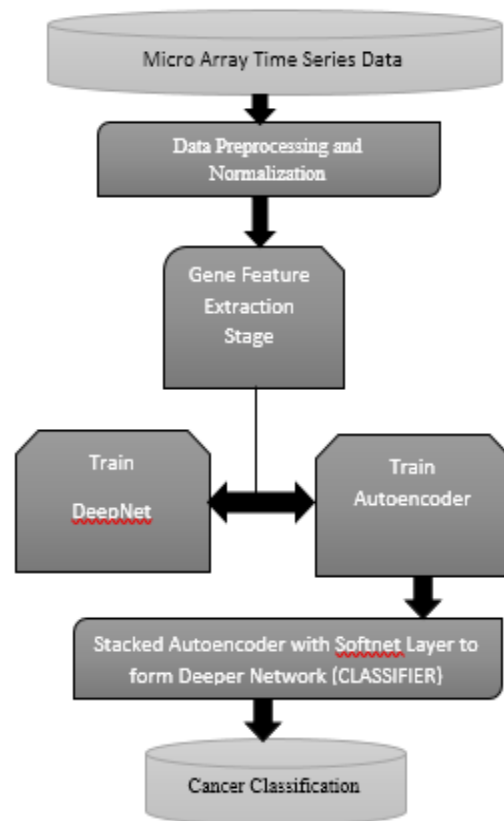 Micro Array Time Series Data
Data Preprocessing and
Normalization
Gene Feature
Extraction
Stage
Train
DeepNet
Train
Autoencoder
Stacked Autoencoder with Softnet Layer to
form Deeper Network (CLASSIFIER)
Cancer Classification